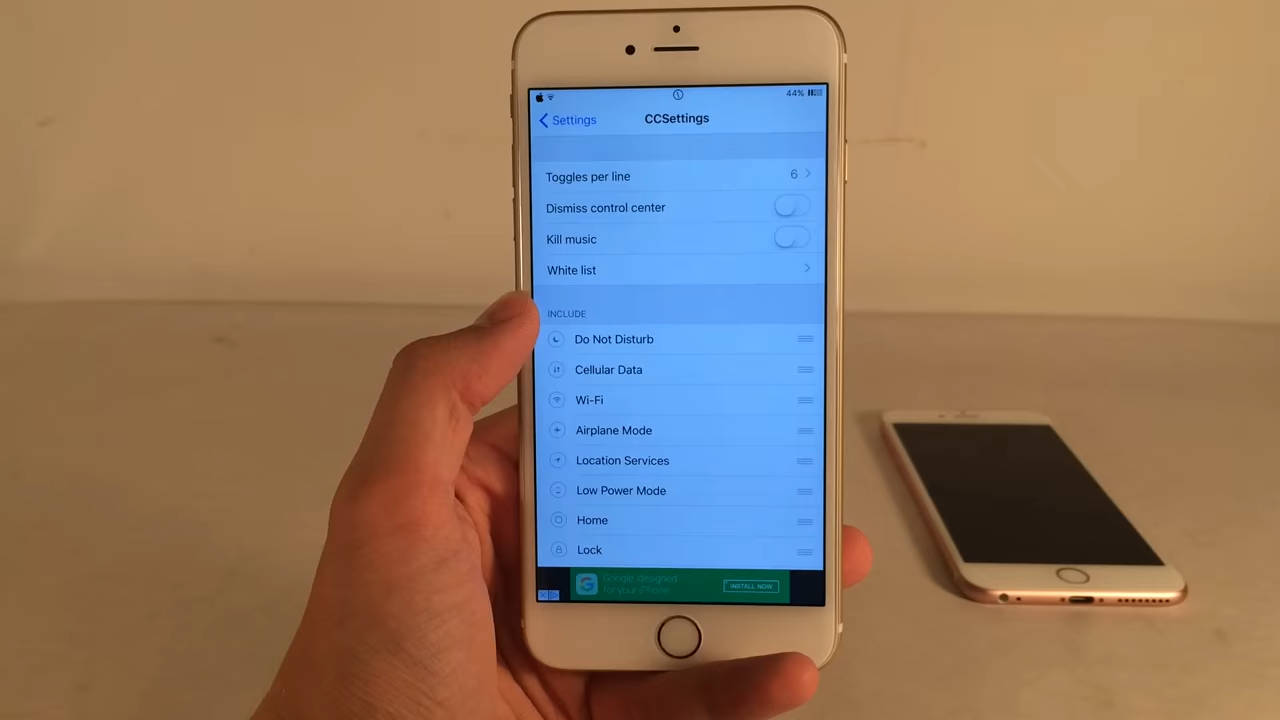 44%
Settings
CCSettings
Toggles per line 6
Dismiss control center
Kill music
White list
INCLUDE
Do Not Disturb
Cellular Data
Wi-Fi
Airplane Mode
Location Services
Low Power Mode
Home
Lock
G
Google, designed
for your iPhone
INSTALL NOW